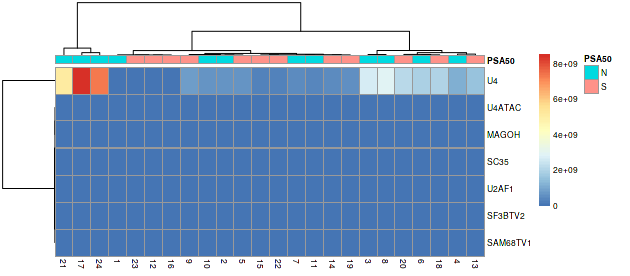 PSA50
U4
U4ATAC
MAGOH
SC35
U2AF1
SF3BTV2
SAM68TV1
21 17 24 1 23 12 16 9 10 2 5 15 22 7 11 14 19 3 8 20 6 18 4 13
8e+09
6e+09
4e+09
2e+09
0
PSA50
N
S